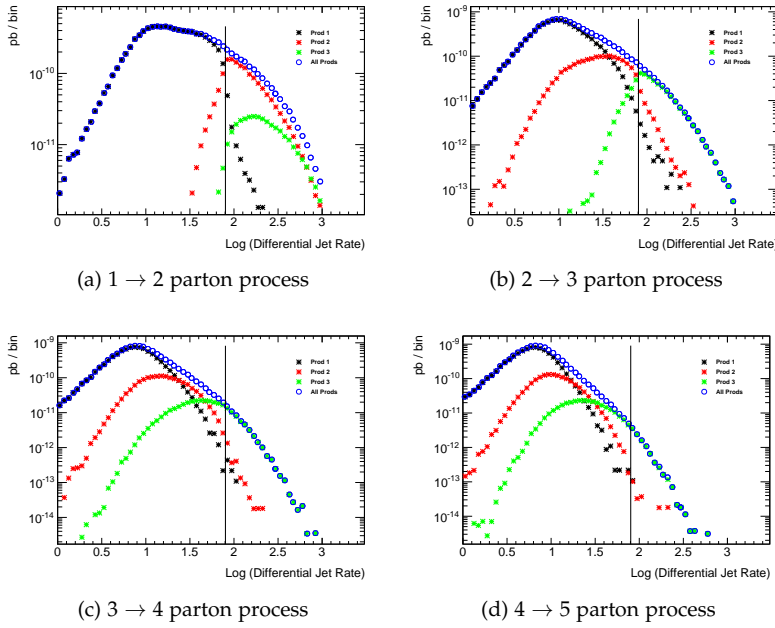 pb / bin
10⁻¹⁰
10⁻¹¹
0 0.5 1 1.5 2 2.5 3
Log (Differential Jet Rate)
Prod 1
Prod 2
Prod 3
All Prods
(a) 1 → 2 parton process
pb / bin
10⁻⁹
10⁻¹⁰
10⁻¹¹
10⁻¹²
10⁻¹³
0 0.5 1 1.5 2 2.5 3
Log (Differential Jet Rate)
Prod 1
Prod 2
Prod 3
All Prods
(b) 2 → 3 parton process
pb / bin
10⁻⁹
10⁻¹⁰
10⁻¹¹
10⁻¹²
10⁻¹³
10⁻¹⁴
0 0.5 1 1.5 2 2.5 3
Log (Differential Jet Rate)
Prod 1
Prod 2
Prod 3
All Prods
(c) 3 → 4 parton process
pb / bin
10⁻⁹
10⁻¹⁰
10⁻¹¹
10⁻¹²
10⁻¹³
10⁻¹⁴
0 0.5 1 1.5 2 2.5 3
Log (Differential Jet Rate)
Prod 1
Prod 2
Prod 3
All Prods
(d) 4 → 5 parton process